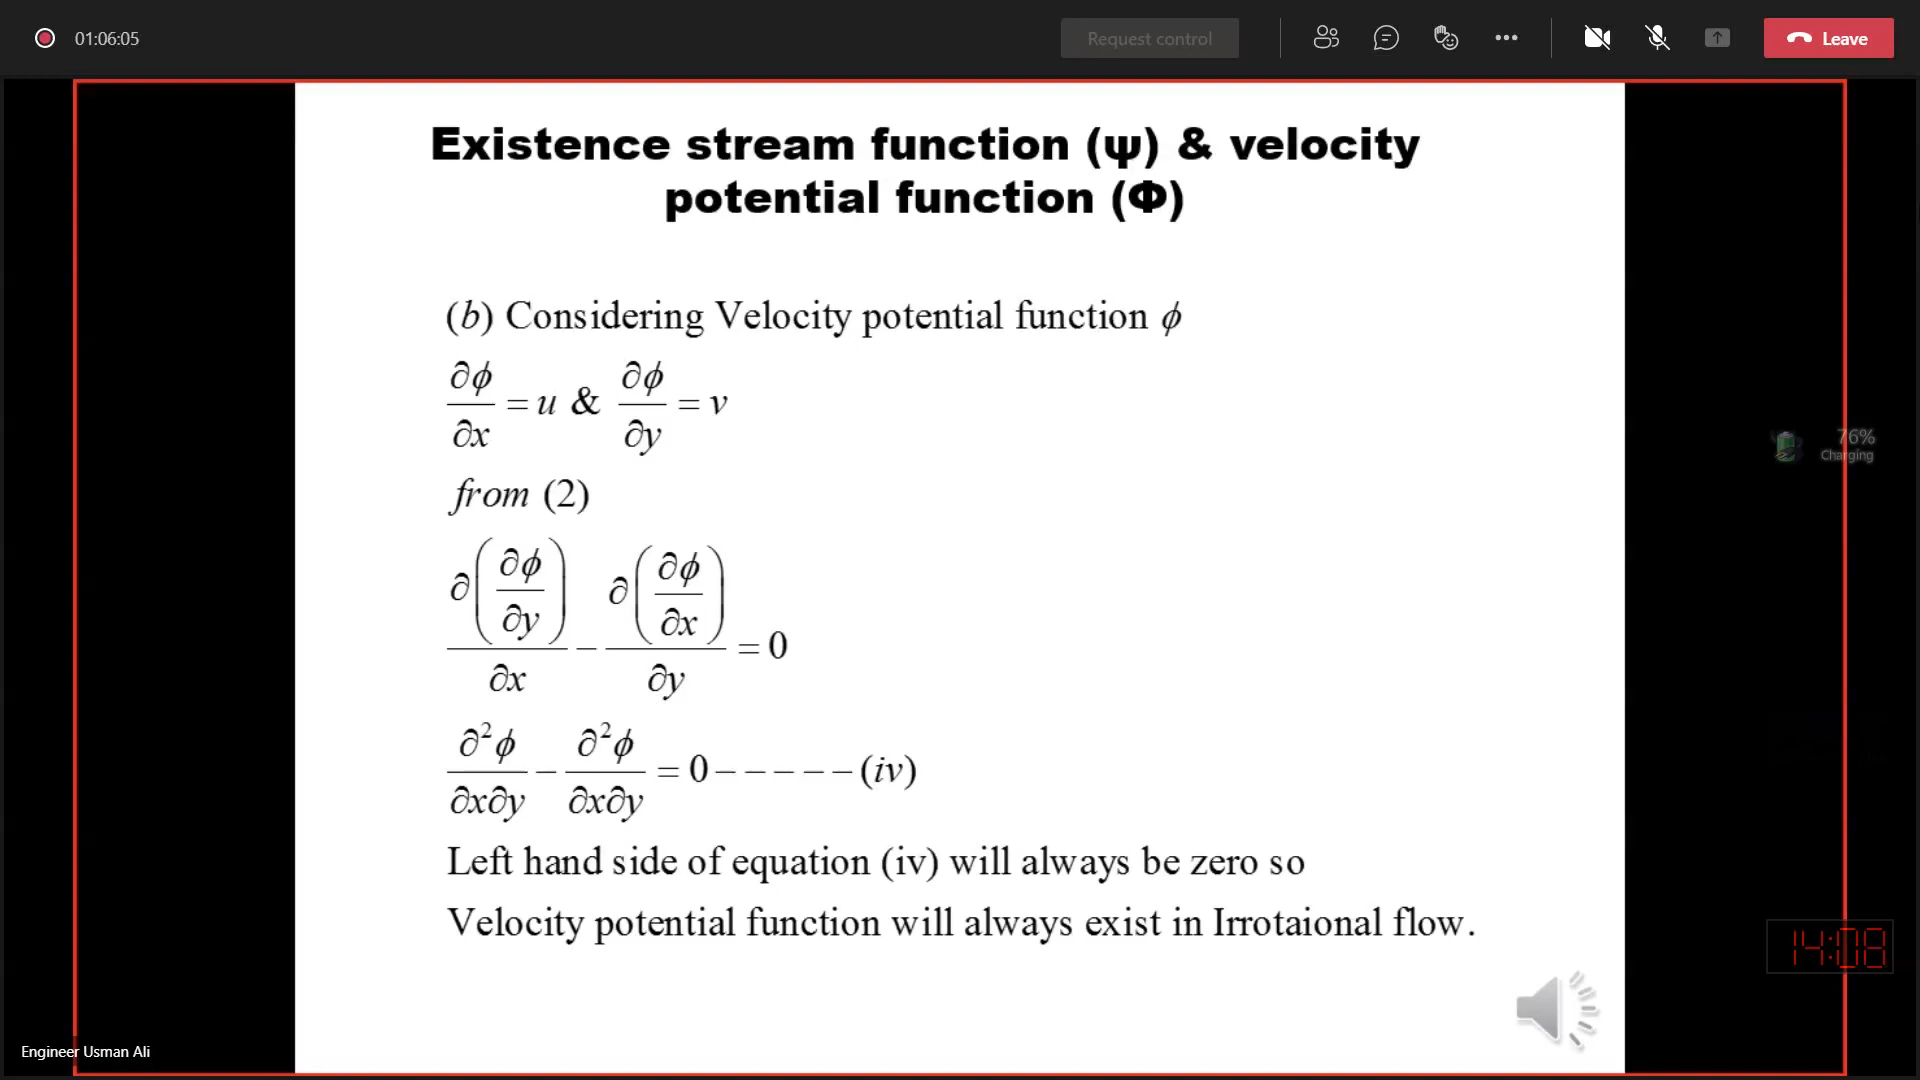 01:06:05
Request control
Leave
Existence stream function (ψ) & velocity
potential function (Φ)
(b) Considering Velocity potential function ϕ
∂ϕ/∂x = u & ∂ϕ/∂y = v
from (2)
∂(∂ϕ/∂y)/∂x − ∂(∂ϕ/∂x)/∂y = 0
∂²ϕ/∂x∂y − ∂²ϕ/∂x∂y = 0 − − − − − (iv)
Left hand side of equation (iv) will always be zero so
Velocity potential function will always exist in Irrotaional flow.
76%
Charging
14:08
Engineer Usman Ali